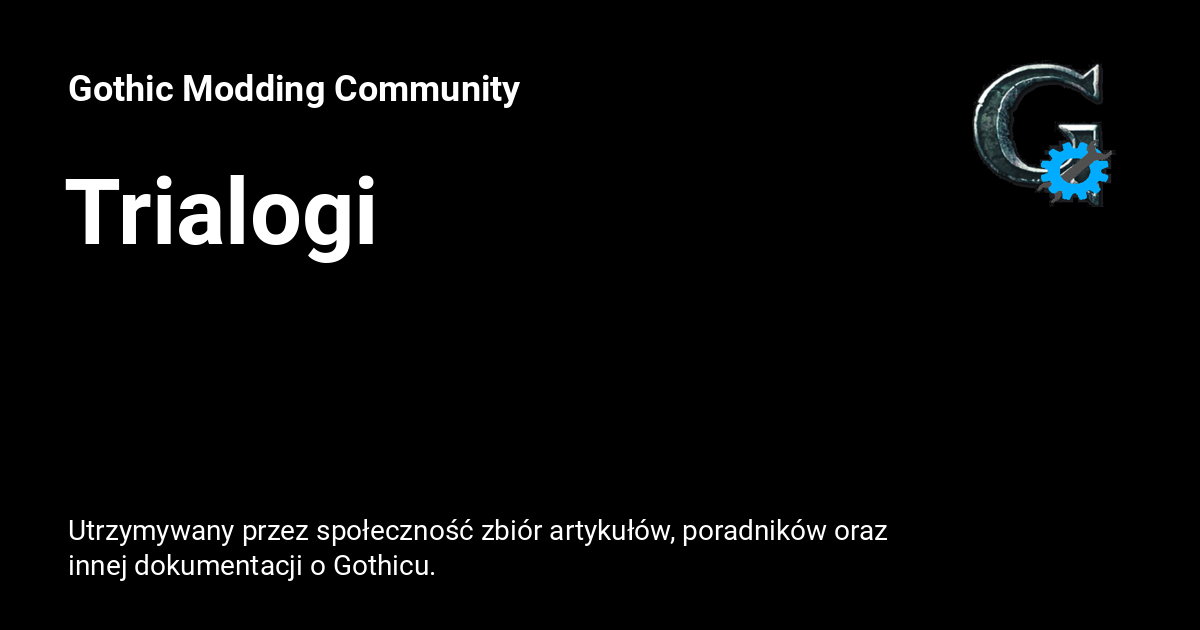 Gothic Modding Community
Trialogi
G
Utrzymywany przez społeczność zbiór artykułów, poradników oraz
innej dokumentacji o Gothicu.